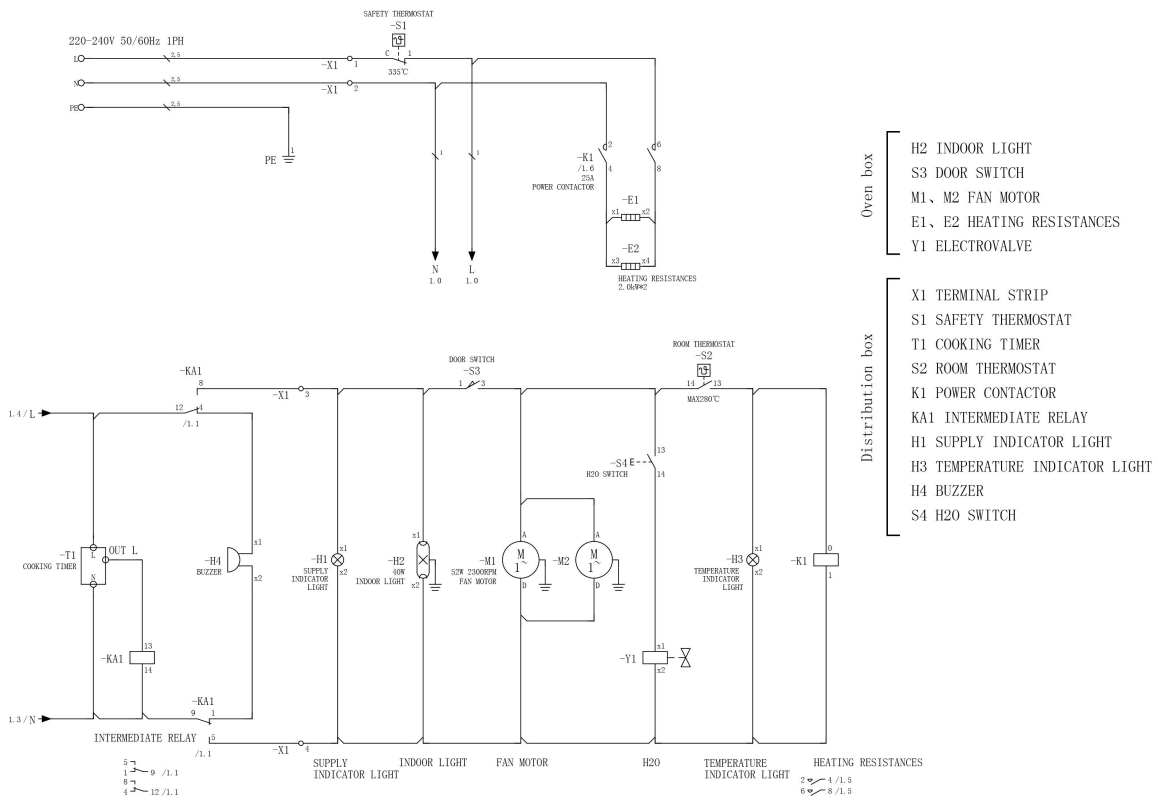 SAFETY THERMOSTAT
-S1
220-240V 50/60Hz 1PH
L 2,5 -X1 1 C 1
335℃
N 2,5 -X1 2
PE 2,5
1
PE
1 1
-K1 2 6
/1.6 4 8
25A
POWER CONTACTOR
-E1
x1 x2
-E2
x3 x4
HEATING RESISTANCES
2.0kW*2
N L
1.0 1.0
Oven box
H2 INDOOR LIGHT
S3 DOOR SWITCH
M1、M2 FAN MOTOR
E1、E2 HEATING RESISTANCES
Y1 ELECTROVALVE
Distribution box
X1 TERMINAL STRIP
S1 SAFETY THERMOSTAT
T1 COOKING TIMER
S2 ROOM THERMOSTAT
K1 POWER CONTACTOR
KA1 INTERMEDIATE RELAY
H1 SUPPLY INDICATOR LIGHT
H3 TEMPERATURE INDICATOR LIGHT
H4 BUZZER
S4 H2O SWITCH
ROOM THERMOSTAT
-S2
DOOR SWITCH
-S3
-KA1
8 -X1 3 1 3 14 13
MAX280℃
1.4/L 12 4
/1.1
-S4 E 13
H2O SWITCH 14
-T1 L OUT L
COOKING TIMER N
x1
-H4
BUZZER x2
x1
-H1
x2
SUPPLY
INDICATOR
LIGHT
x1
-H2
40W
INDOOR LIGHT
x2
A
-M1 M
1~
52W 2300RPM
FAN MOTOR
D
A
-M2 M
1~
D
x1
-H3
x2
TEMPERATURE
INDICATOR
LIGHT
0
-K1
1
13
-KA1
14
x1
-Y1
x2
-KA1
1.3/N 9 1
5
/1.1
-X1 4
INTERMEDIATE RELAY
5
1 9 /1.1
8
4 12 /1.1
SUPPLY
INDICATOR LIGHT
INDOOR LIGHT
FAN MOTOR
H2O
TEMPERATURE
INDICATOR LIGHT
HEATING RESISTANCES
2 4 /1.5
6 8 /1.5